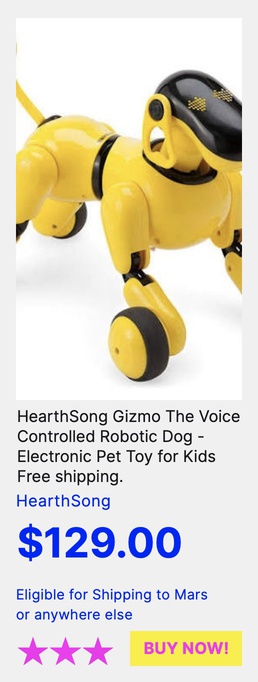 HearthSong Gizmo The Voice
Controlled Robotic Dog -
Electronic Pet Toy for Kids
Free shipping.
HearthSong
$129.00
Eligible for Shipping to Mars
or anywhere else
BUY NOW!